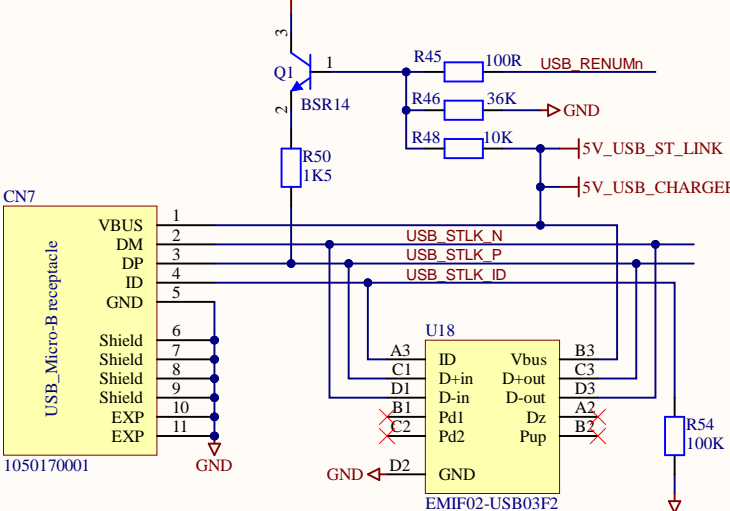 3
Q1
1
2
BSR14
R45
100R
USB_RENUMn
R46
36K
GND
R48
10K
5V_USB_ST_LINK
5V_USB_CHARGER
R50
1K5
CN7
USB_Micro-B receptacle
VBUS 1
DM 2
DP 3
ID 4
GND 5
Shield 6
Shield 7
Shield 8
Shield 9
EXP 10
EXP 11
1050170001
GND
USB_STLK_N
USB_STLK_P
USB_STLK_ID
U18
A3 ID Vbus B3
C1 D+in D+out C3
D1 D-in D-out D3
B1 Pd1 Dz A2
C2 Pd2 Pup B2
GND D2 GND
EMIF02-USB03F2
R54
100K